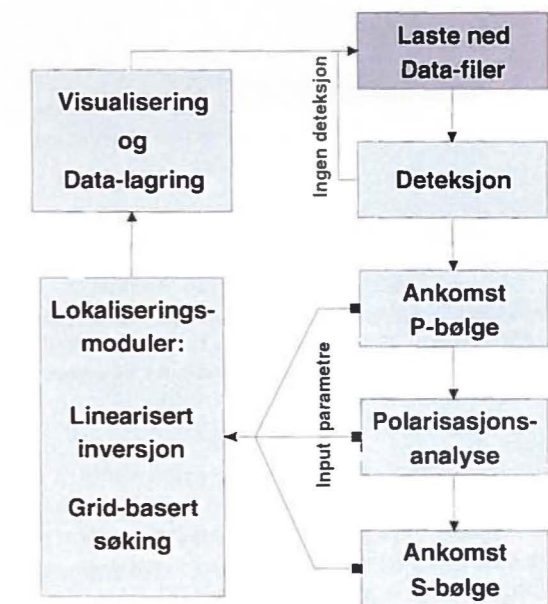 Laste ned
Data-filer
Visualisering
og
Data-lagring
Ingen deteksjon
Deteksjon
Ankomst
P-bølge
Lokaliserings-
moduler:
Linearisert
inversjon
Grid-basert
søking
Input parametre
Polarisasjons-
analyse
Ankomst
S-bølge